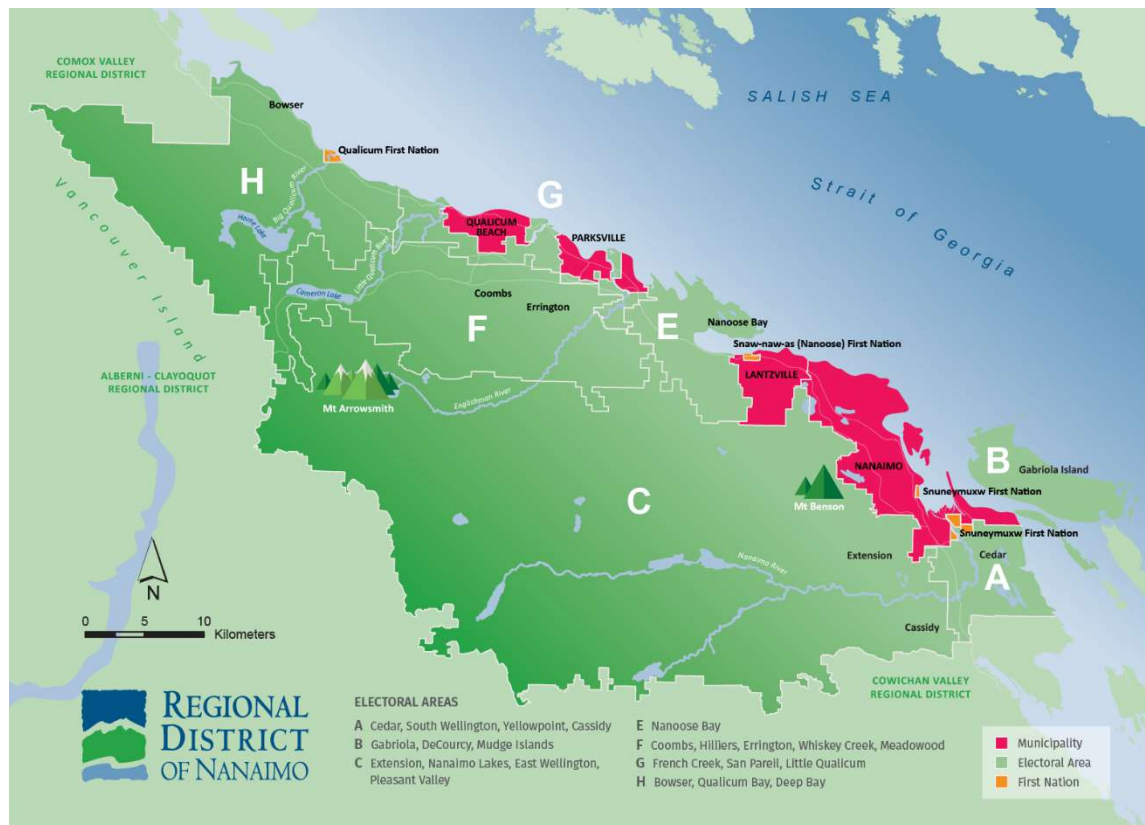 COMOX VALLEY
REGIONAL DISTRICT
SALISH SEA
Bowser
Qualicum First Nation
H
Big Qualicum River
Horne Lake
G
Strait of
Georgia
QUALICUM
BEACH
PARKSVILLE
Vancouver Island
Little Qualicum River
Cameron Lake
Coombs
Errington
F
E
Nanoose Bay
Snaw-naw-as (Nanoose) First Nation
LANTZVILLE
ALBERNI - CLAYOQUOT
REGIONAL DISTRICT
Mt Arrowsmith
Englishman River
B
Gabriola Island
NANAIMO
C
Mt Benson
Snuneymuxw First Nation
Snuneymuxw First Nation
Extension
Cedar
Nanaimo River
A
N
0 5 10
Kilometers
Cassidy
COWICHAN VALLEY
REGIONAL DISTRICT
REGIONAL
DISTRICT
OF NANAIMO
ELECTORAL AREAS
A Cedar, South Wellington, Yellowpoint, Cassidy
B Gabriola, DeCourcy, Mudge Islands
C Extension, Nanaimo Lakes, East Wellington,
Pleasant Valley
E Nanoose Bay
F Coombs, Hilliers, Errington, Whiskey Creek, Meadowood
G French Creek, San Pareil, Little Qualicum
H Bowser, Qualicum Bay, Deep Bay
Municipality
Electoral Area
First Nation